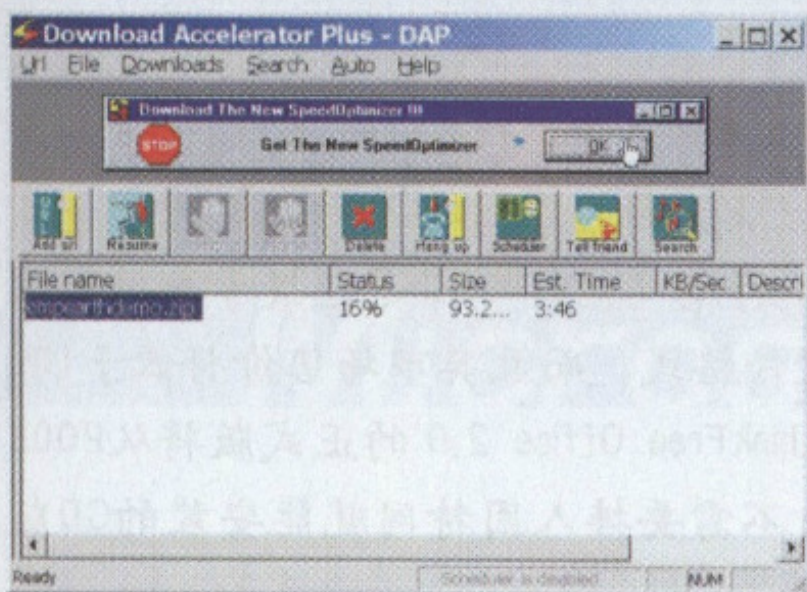 Download Accelerator Plus - DAP
Url File Downloads Search Auto Help
Download The New SpeedOptimizer !!!
STOP Get The New SpeedOptimizer OK
Add url Resume Delete Hang up Scheduler Tell friend Search
File name Status Size Est. Time KB/Sec Descri
empearthdemo.zip 16% 93.2... 3:46
Ready Scheduler is disabled NUM